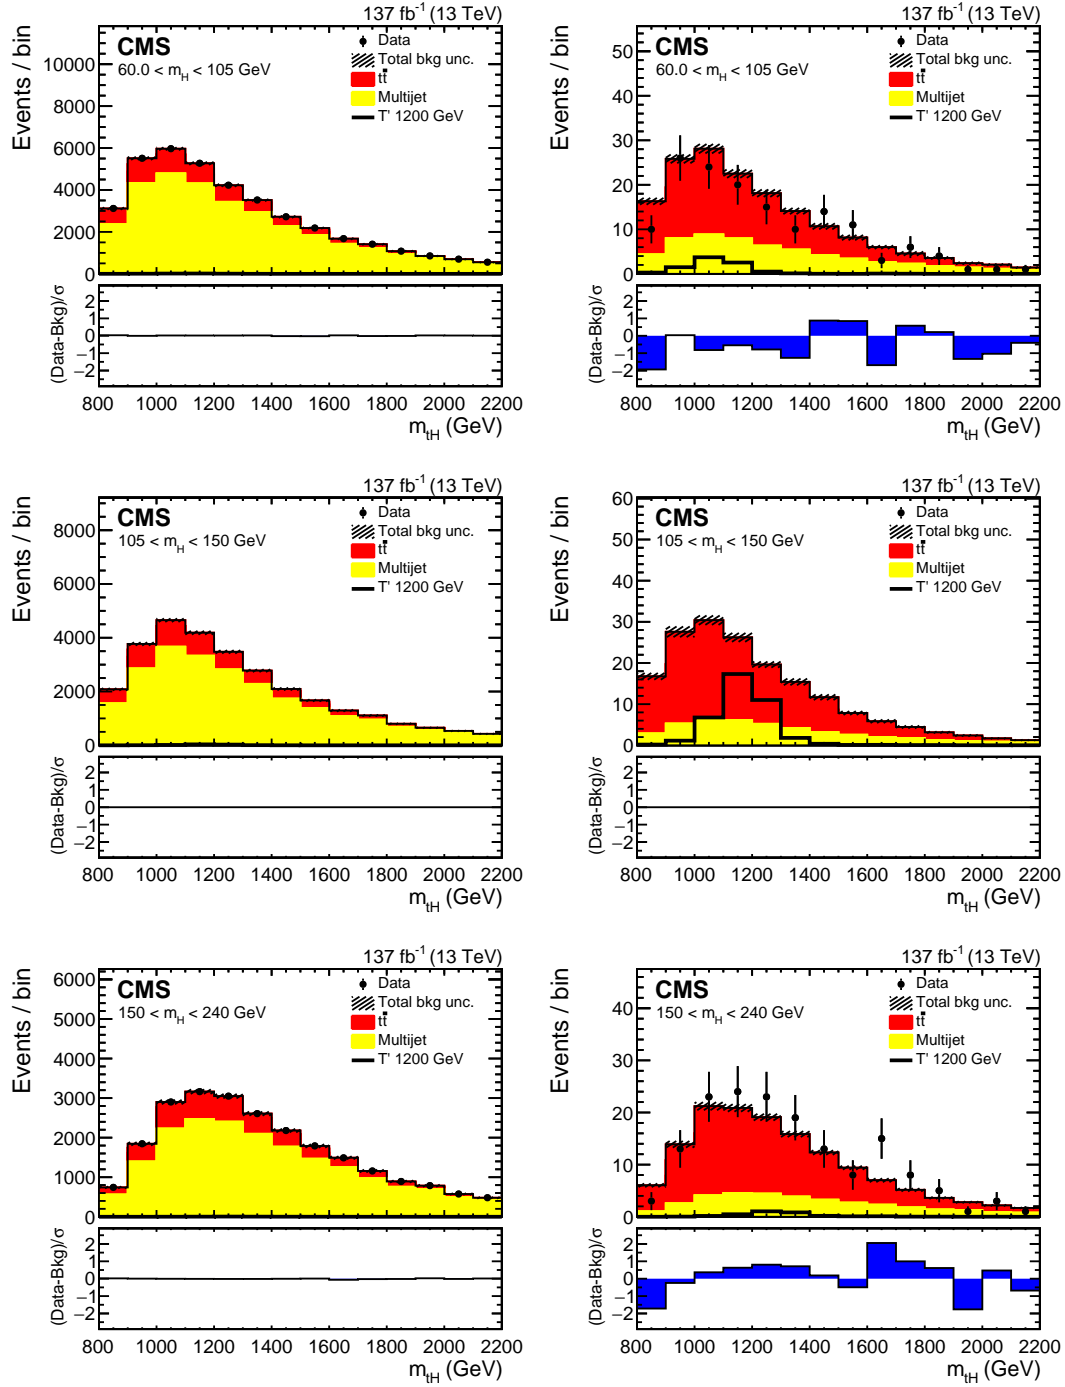 137 fb⁻¹ (13 TeV)
Events / bin
CMS
60.0 < m_H < 105 GeV
Data
Total bkg unc.
tt̄
Multijet
T' 1200 GeV
10000
8000
6000
4000
2000
0
(Data-Bkg)/σ
2
1
0
−1
−2
800 1000 1200 1400 1600 1800 2000 2200
m_tH (GeV)
137 fb⁻¹ (13 TeV)
Events / bin
CMS
60.0 < m_H < 105 GeV
Data
Total bkg unc.
tt̄
Multijet
T' 1200 GeV
50
40
30
20
10
0
(Data-Bkg)/σ
2
1
0
−1
−2
800 1000 1200 1400 1600 1800 2000 2200
m_tH (GeV)
137 fb⁻¹ (13 TeV)
Events / bin
CMS
105 < m_H < 150 GeV
Data
Total bkg unc.
tt̄
Multijet
T' 1200 GeV
8000
6000
4000
2000
0
(Data-Bkg)/σ
2
1
0
−1
−2
800 1000 1200 1400 1600 1800 2000 2200
m_tH (GeV)
137 fb⁻¹ (13 TeV)
Events / bin
CMS
105 < m_H < 150 GeV
Data
Total bkg unc.
tt̄
Multijet
T' 1200 GeV
60
50
40
30
20
10
0
(Data-Bkg)/σ
2
1
0
−1
−2
800 1000 1200 1400 1600 1800 2000 2200
m_tH (GeV)
137 fb⁻¹ (13 TeV)
Events / bin
CMS
150 < m_H < 240 GeV
Data
Total bkg unc.
tt̄
Multijet
T' 1200 GeV
6000
5000
4000
3000
2000
1000
0
(Data-Bkg)/σ
2
1
0
−1
−2
800 1000 1200 1400 1600 1800 2000 2200
m_tH (GeV)
137 fb⁻¹ (13 TeV)
Events / bin
CMS
150 < m_H < 240 GeV
Data
Total bkg unc.
tt̄
Multijet
T' 1200 GeV
40
30
20
10
0
(Data-Bkg)/σ
2
1
0
−1
−2
800 1000 1200 1400 1600 1800 2000 2200
m_tH (GeV)